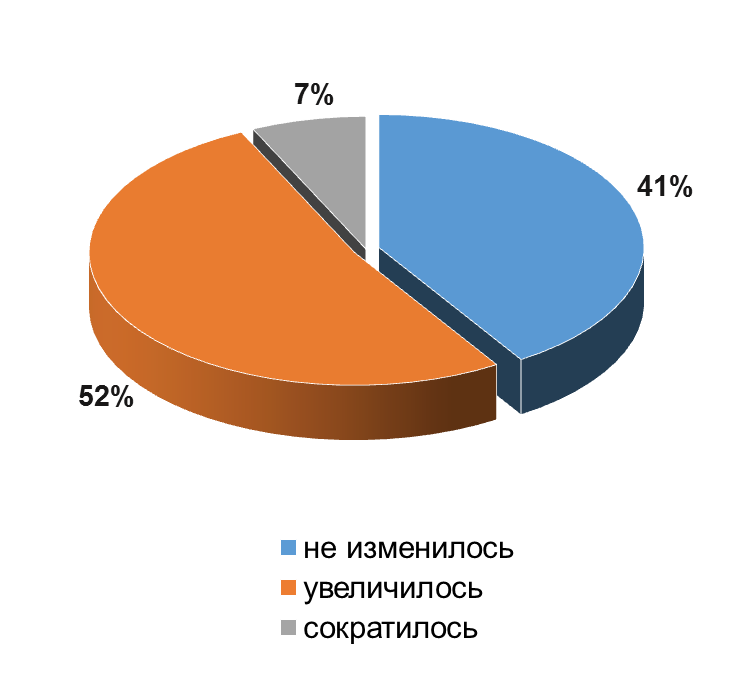 7%
41%
52%
не изменилось
увеличилось
сократилось